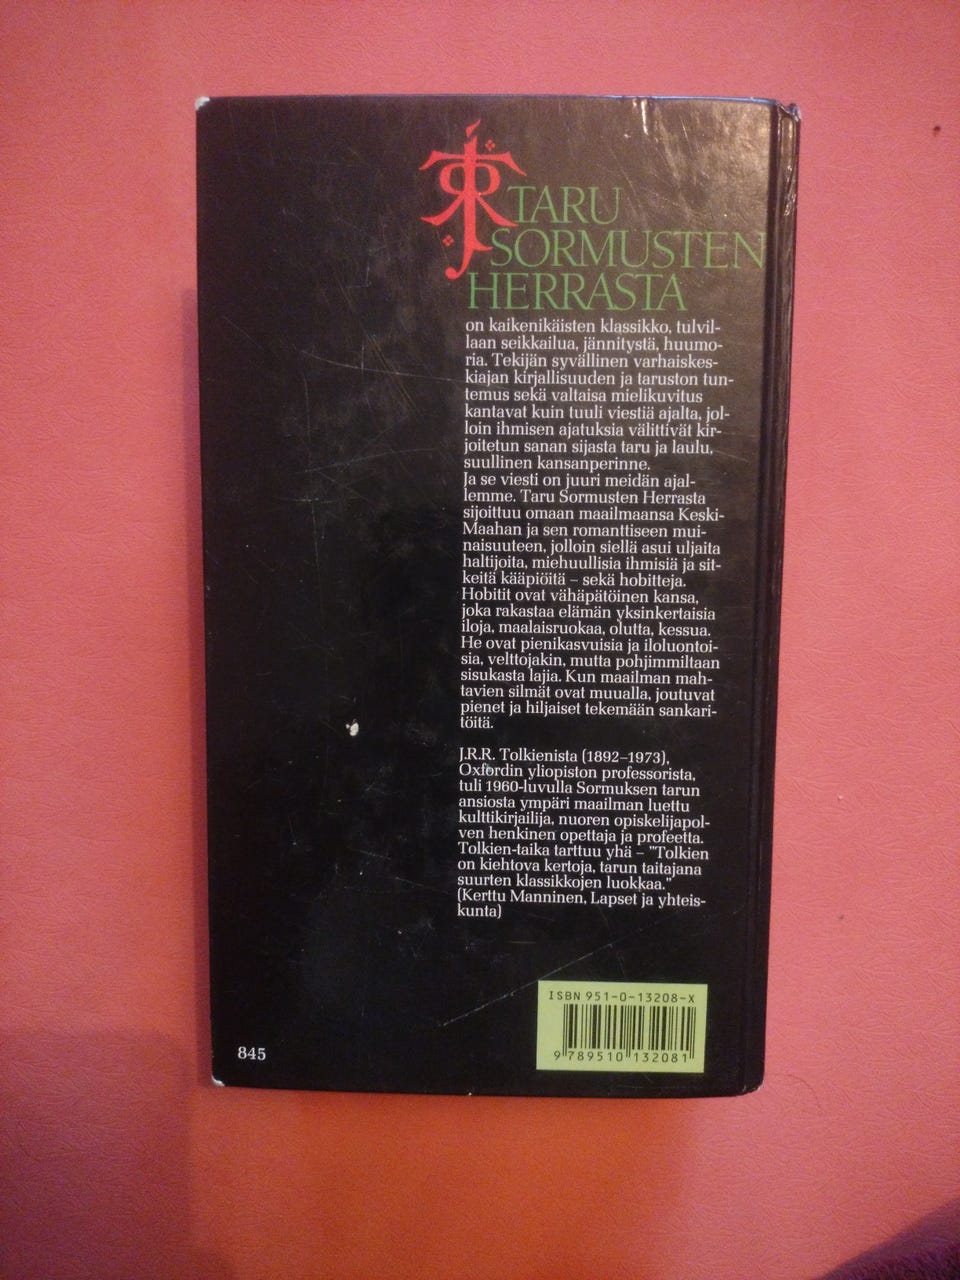 TARU
SORMUSTEN
HERRASTA
on kaikenikäisten klassikko, tulvil-
laan seikkailua, jännitystä, huumo-
ria. Tekijän syvällinen varhaiskes-
kiajan kirjallisuuden ja taruston tun-
temus sekä valtaisa mielikuvitus
kantavat kuin tuuli viestiä ajalta, jol-
loin ihmisen ajatuksia välittivät kir-
joitetun sanan sijasta taru ja laulu,
suullinen kansanperinne.
Ja se viesti on juuri meidän ajal-
lemme. Taru Sormusten Herrasta
sijoittuu omaan maailmaansa Keski-
Maahan ja sen romanttiseen mui-
naisuuteen, jolloin siellä asui uljaita
haltijoita, miehuullisia ihmisiä ja sit-
keitä kääpiöitä – sekä hobitteja.
Hobitit ovat vähäpätöinen kansa,
joka rakastaa elämän yksinkertaisia
iloja, maalaisruokaa, olutta, kessua.
He ovat pienikasvuisia ja iloluontoi-
sia, velttojakin, mutta pohjimmiltaan
sisukasta lajia. Kun maailman mah-
tavien silmät ovat muualla, joutuvat
pienet ja hiljaiset tekemään sankari-
töitä.
J.R.R. Tolkienista (1892–1973),
Oxfordin yliopiston professorista,
tuli 1960-luvulla Sormuksen tarun
ansiosta ympäri maailman luettu
kulttikirjailija, nuoren opiskelijapol-
ven henkinen opettaja ja profeetta.
Tolkien-taika tarttuu yhä – "Tolkien
on kiehtova kertoja, tarun taitajana
suurten klassikkojen luokkaa."
(Kerttu Manninen, Lapset ja yhteis-
kunta)
ISBN 951-0-13208-X
9 789510 132081
845